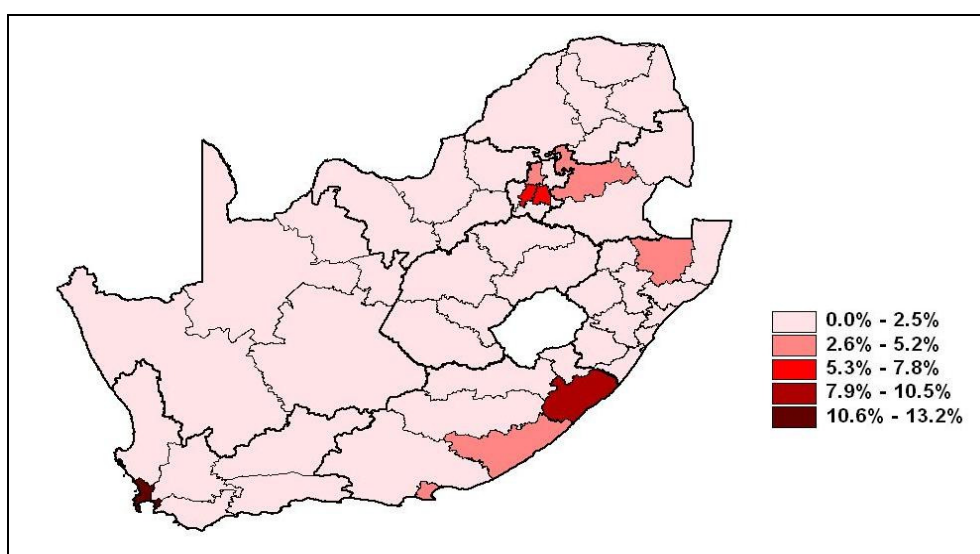 0.0% - 2.5%
2.6% - 5.2%
5.3% - 7.8%
7.9% - 10.5%
10.6% - 13.2%